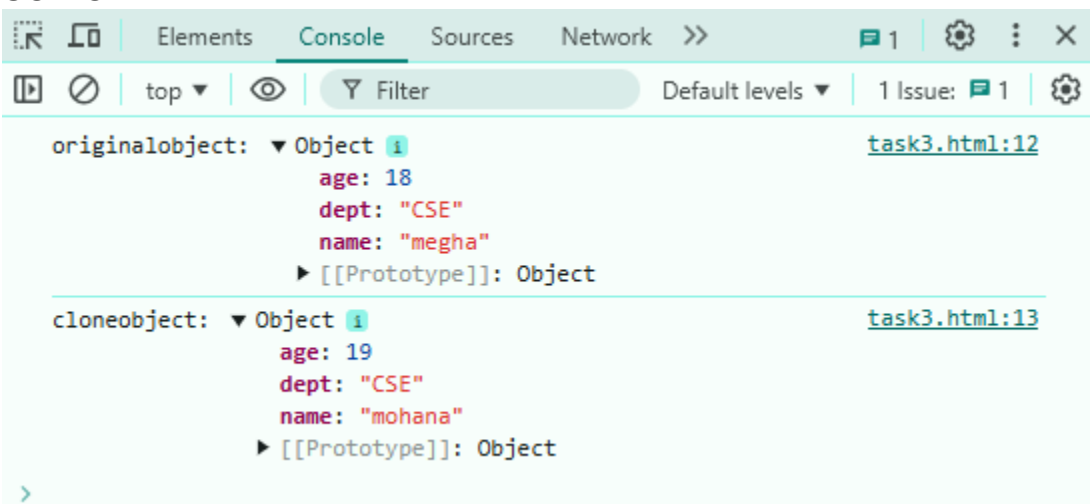 Elements Console Sources Network >> 1
top ▼ Filter Default levels ▼ 1 Issue: 1
originalobject: ▼ Object i task3.html:12
age: 18
dept: "CSE"
name: "megha"
▶ [[Prototype]]: Object
cloneobject: ▼ Object i task3.html:13
age: 19
dept: "CSE"
name: "mohana"
▶ [[Prototype]]: Object
>